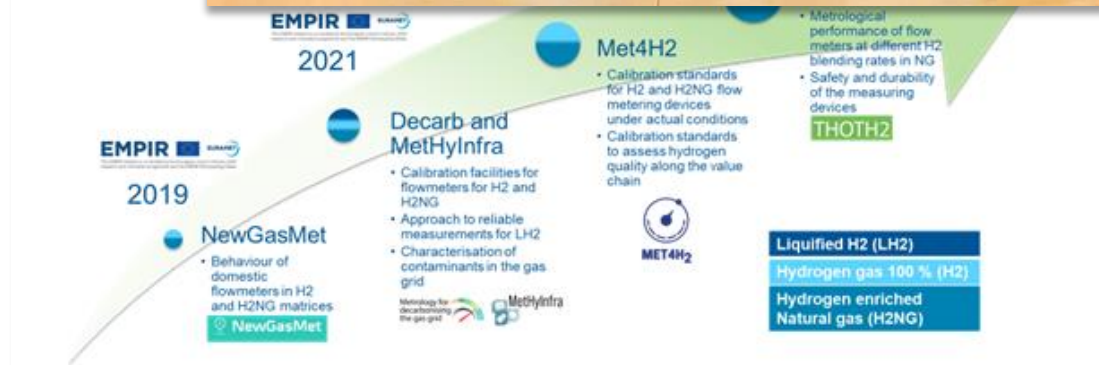 EMPIR
EURAMET
2021
EMPIR
2019
NewGasMet
• Behaviour of
domestic
flowmeters in H2
and H2NG matrices
NewGasMet
Decarb and
MetHyInfra
• Calibration facilities for
flowmeters for H2 and
H2NG
• Approach to reliable
measurements for LH2
• Characterisation of
contaminants in the gas
grid
Metrology for
decarbonising
the gas grid
MetHyInfra
Met4H2
• Calibration standards
for H2 and H2NG flow
metering devices
under actual conditions
• Calibration standards
to assess hydrogen
quality along the value
chain
MET4H2
• Metrological
performance of flow
meters at different H2
blending rates in NG
• Safety and durability
of the measuring
devices
THOTH2
Liquified H2 (LH2)
Hydrogen gas 100 % (H2)
Hydrogen enriched
Natural gas (H2NG)